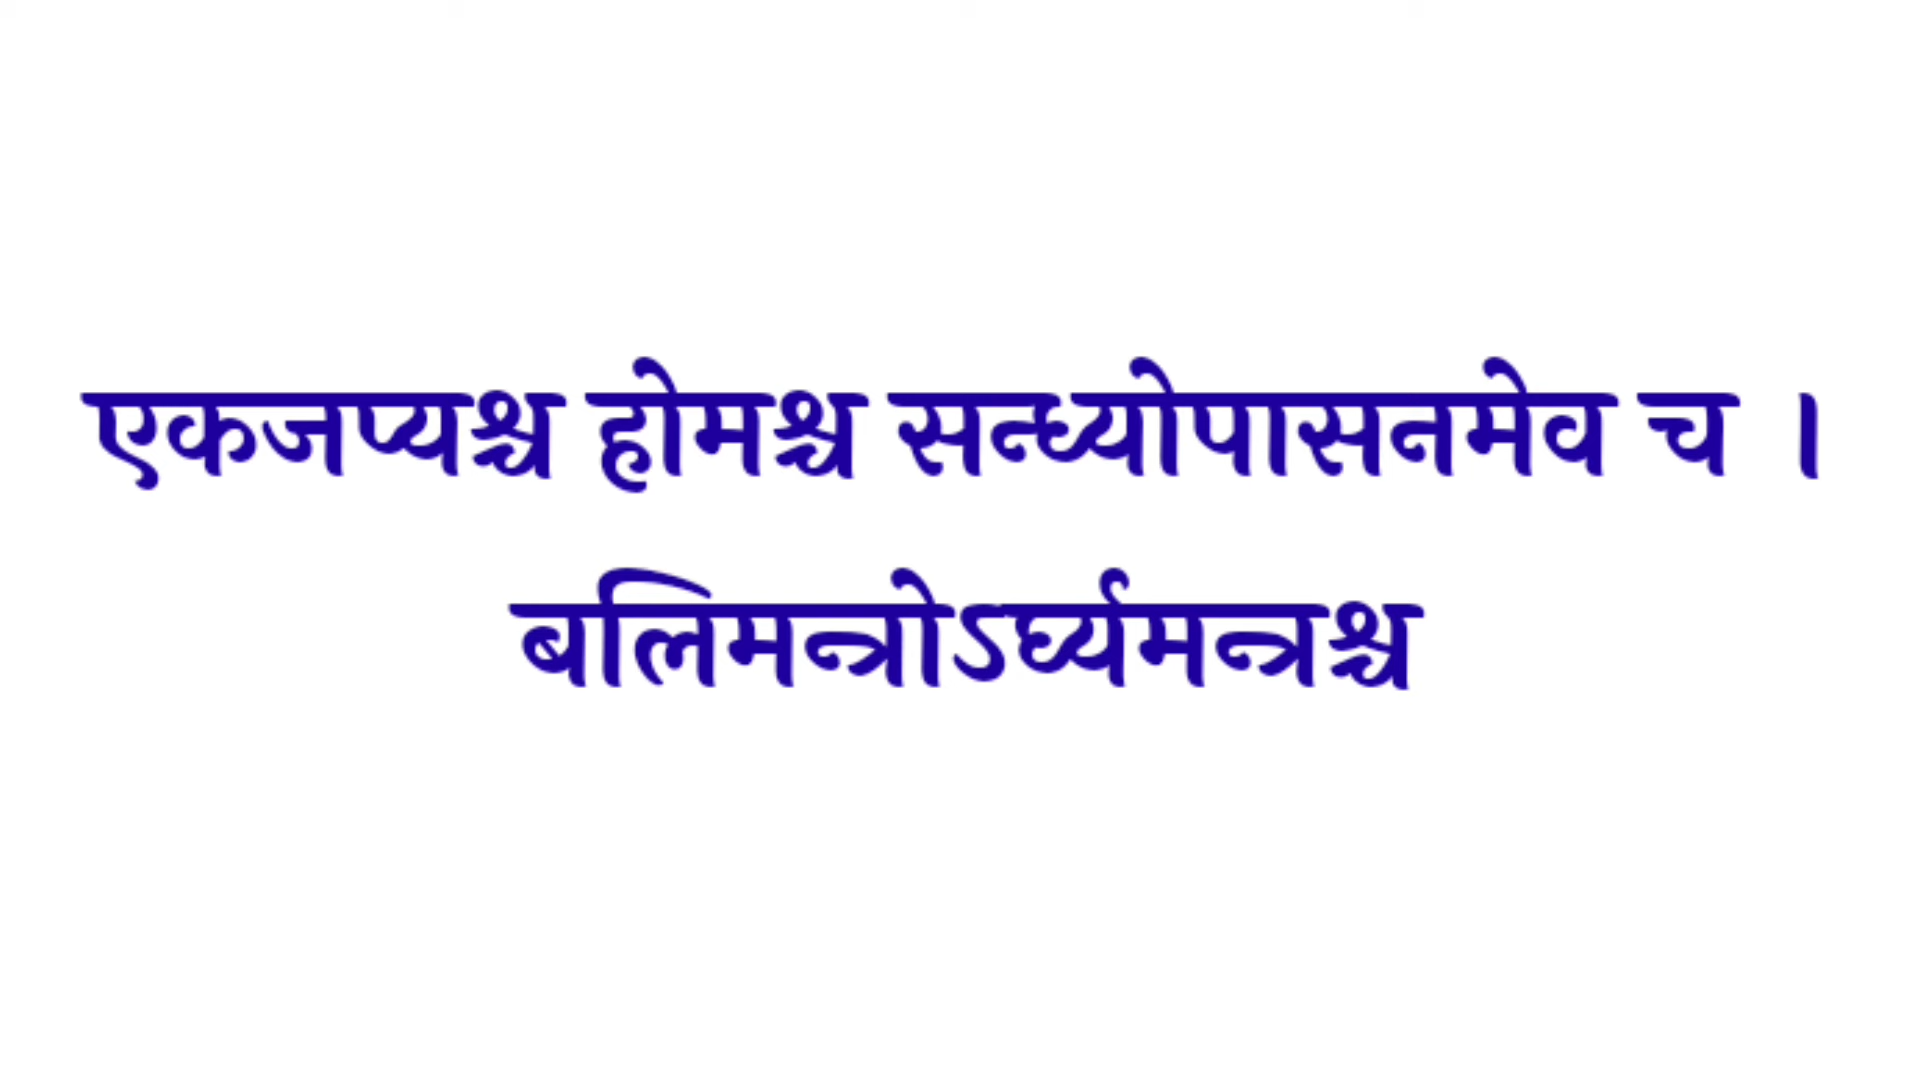 एकजप्यश्च होमश्च सन्ध्योपासनमेव च ।
बलिमन्त्रोऽर्घ्यमन्त्रश्च